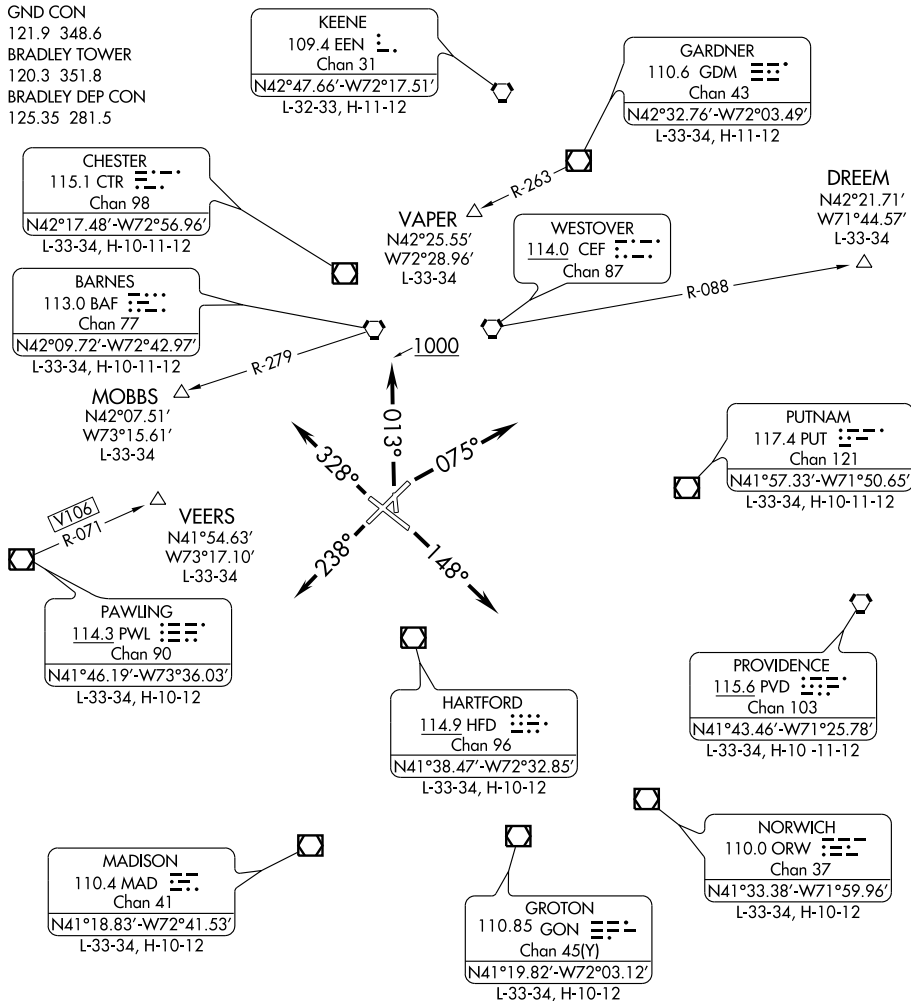 GND CON
121.9 348.6
BRADLEY TOWER
120.3 351.8
BRADLEY DEP CON
125.35 281.5
KEENE
109.4 EEN
Chan 31
N42°47.66′-W72°17.51′
L-32-33, H-11-12
GARDNER
110.6 GDM
Chan 43
N42°32.76′-W72°03.49′
L-33-34, H-11-12
CHESTER
115.1 CTR
Chan 98
N42°17.48′-W72°56.96′
L-33-34, H-10-11-12
R-263
VAPER
N42°25.55′
W72°28.96′
L-33-34
WESTOVER
114.0 CEF
Chan 87
DREEM
N42°21.71′
W71°44.57′
L-33-34
R-088
BARNES
113.0 BAF
Chan 77
N42°09.72′-W72°42.97′
L-33-34, H-10-11-12
R-279
1000
MOBBS
N42°07.51′
W73°15.61′
L-33-34
013°
328°
075°
238°
148°
PUTNAM
117.4 PUT
Chan 121
N41°57.33′-W71°50.65′
L-33-34, H-10-11-12
V106
R-071
VEERS
N41°54.63′
W73°17.10′
L-33-34
PAWLING
114.3 PWL
Chan 90
N41°46.19′-W73°36.03′
L-33-34, H-10-12
HARTFORD
114.9 HFD
Chan 96
N41°38.47′-W72°32.85′
L-33-34, H-10-12
PROVIDENCE
115.6 PVD
Chan 103
N41°43.46′-W71°25.78′
L-33-34, H-10 -11-12
MADISON
110.4 MAD
Chan 41
N41°18.83′-W72°41.53′
L-33-34, H-10-12
GROTON
110.85 GON
Chan 45(Y)
N41°19.82′-W72°03.12′
L-33-34, H-10-12
NORWICH
110.0 ORW
Chan 37
N41°33.38′-W71°59.96′
L-33-34, H-10-12